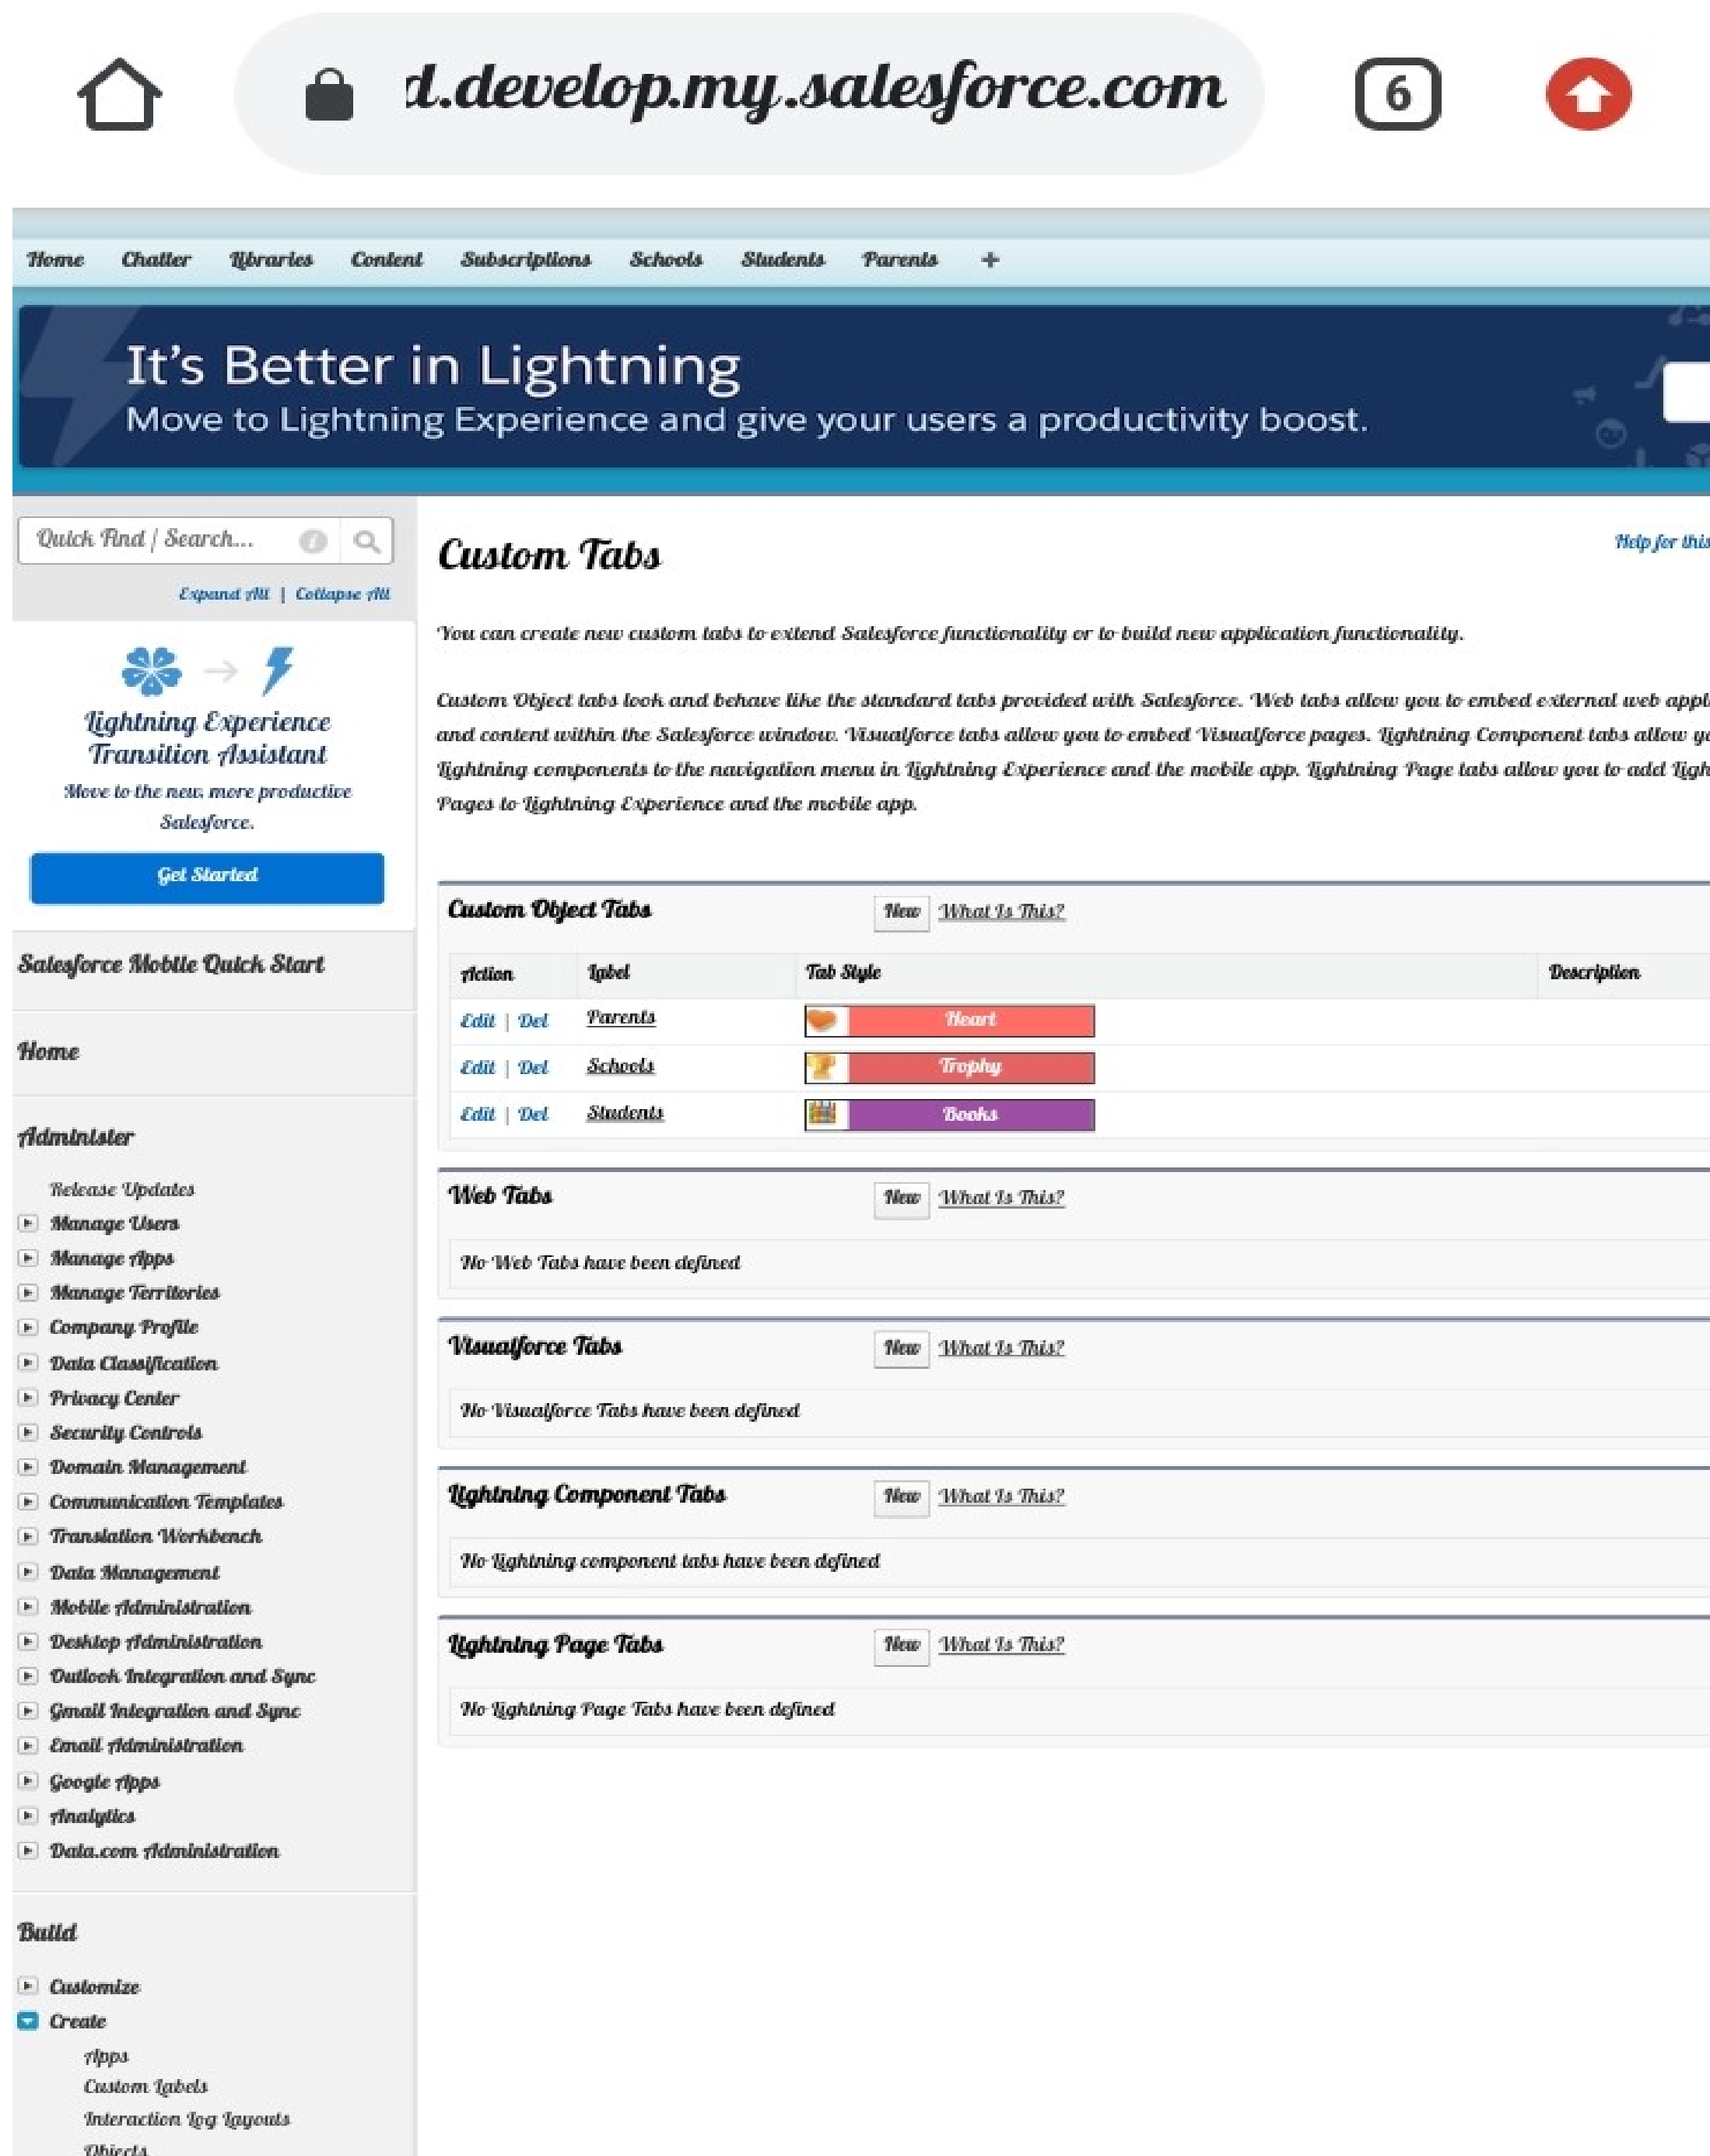 d.develop.my.salesforce.com
6
Home Chatter Libraries Content Subscriptions Schools Students Parents +
It's Better in Lightning
Move to Lightning Experience and give your users a productivity boost.
Quick Find / Search...
Expand All | Collapse All
Lightning Experience
Transition Assistant
Move to the new, more productive
Salesforce.
Get Started
Salesforce Mobile Quick Start
Home
Administer
Release Updates
Manage Users
Manage Apps
Manage Territories
Company Profile
Data Classification
Privacy Center
Security Controls
Domain Management
Communication Templates
Translation Workbench
Data Management
Mobile Administration
Desktop Administration
Outlook Integration and Sync
Gmail Integration and Sync
Email Administration
Google Apps
Analytics
Data.com Administration
Build
Customize
Create
Apps
Custom Labels
Interaction Log Layouts
Objects
Custom Tabs
Help for this
You can create new custom tabs to extend Salesforce functionality or to build new application functionality.
Custom Object tabs look and behave like the standard tabs provided with Salesforce. Web tabs allow you to embed external web appl
and content within the Salesforce window. Visualforce tabs allow you to embed Visualforce pages. Lightning Component tabs allow yo
Lightning components to the navigation menu in Lightning Experience and the mobile app. Lightning Page tabs allow you to add Ligh
Pages to Lightning Experience and the mobile app.
Custom Object Tabs New What Is This?
Action Label Tab Style Description
Edit | Del Parents Heart
Edit | Del Schools Trophy
Edit | Del Students Books
Web Tabs New What Is This?
No Web Tabs have been defined
Visualforce Tabs New What Is This?
No Visualforce Tabs have been defined
Lightning Component Tabs New What Is This?
No Lightning component tabs have been defined
Lightning Page Tabs New What Is This?
No Lightning Page Tabs have been defined